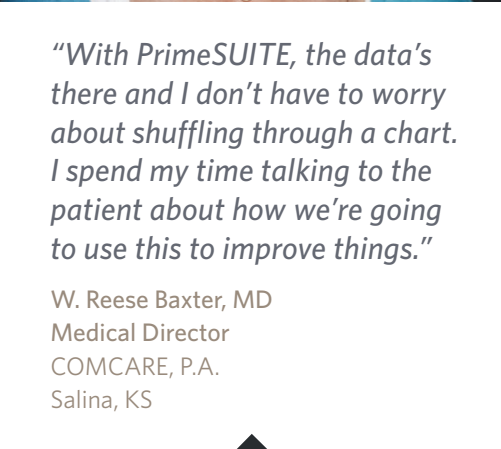 “With PrimeSUITE, the data’s
there and I don’t have to worry
about shuffling through a chart.
I spend my time talking to the
patient about how we’re going
to use this to improve things.”
W. Reese Baxter, MD
Medical Director
COMCARE, P.A.
Salina, KS